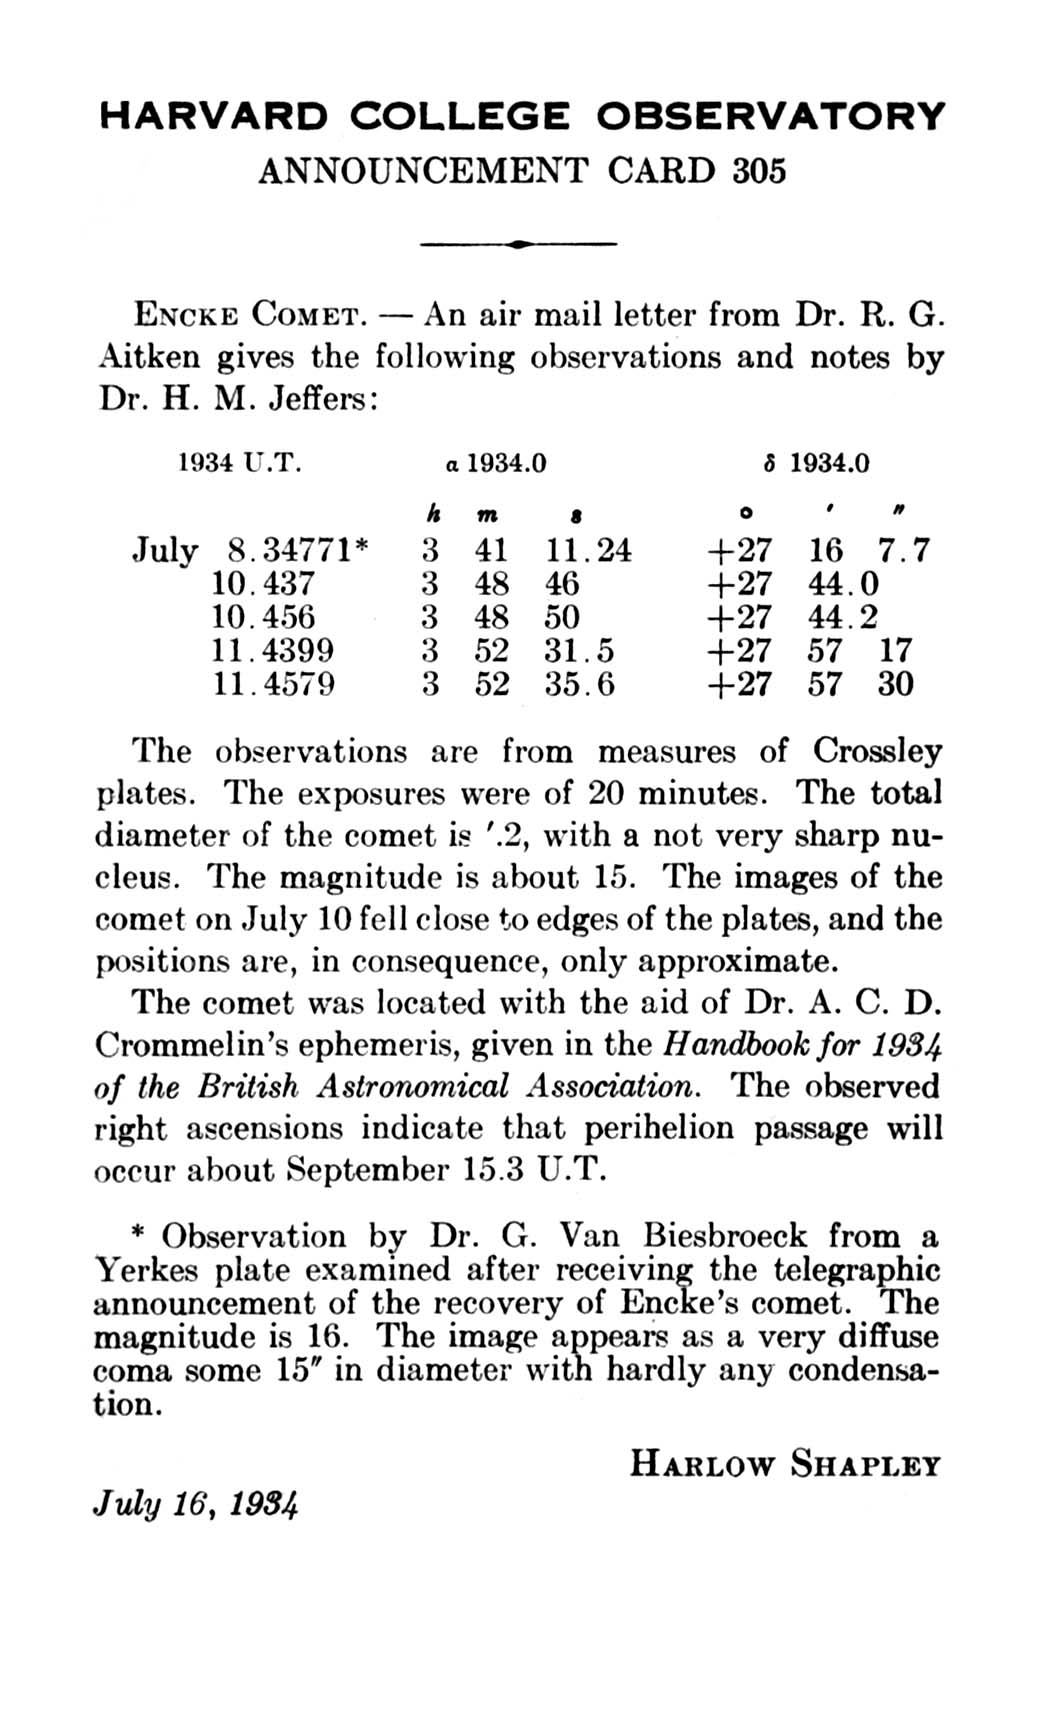 HARVARD COLLEGE OBSERVATORY
ANNOUNCEMENT CARD 305
ENCKE COMET. — An air mail letter from Dr. R. G.
Aitken gives the following observations and notes by
Dr. H. M. Jeffers:
1934 U.T. α 1934.0 δ 1934.0
h m s ° ′ ″
July 8.34771* 3 41 11.24 +27 16 7.7
10.437 3 48 46 +27 44.0
10.456 3 48 50 +27 44.2
11.4399 3 52 31.5 +27 57 17
11.4579 3 52 35.6 +27 57 30
The observations are from measures of Crossley
plates. The exposures were of 20 minutes. The total
diameter of the comet is ′.2, with a not very sharp nu-
cleus. The magnitude is about 15. The images of the
comet on July 10 fell close to edges of the plates, and the
positions are, in consequence, only approximate.
The comet was located with the aid of Dr. A. C. D.
Crommelin's ephemeris, given in the Handbook for 1934
of the British Astronomical Association. The observed
right ascensions indicate that perihelion passage will
occur about September 15.3 U.T.
* Observation by Dr. G. Van Biesbroeck from a
Yerkes plate examined after receiving the telegraphic
announcement of the recovery of Encke's comet. The
magnitude is 16. The image appears as a very diffuse
coma some 15″ in diameter with hardly any condensa-
tion.
HARLOW SHAPLEY
July 16, 1934